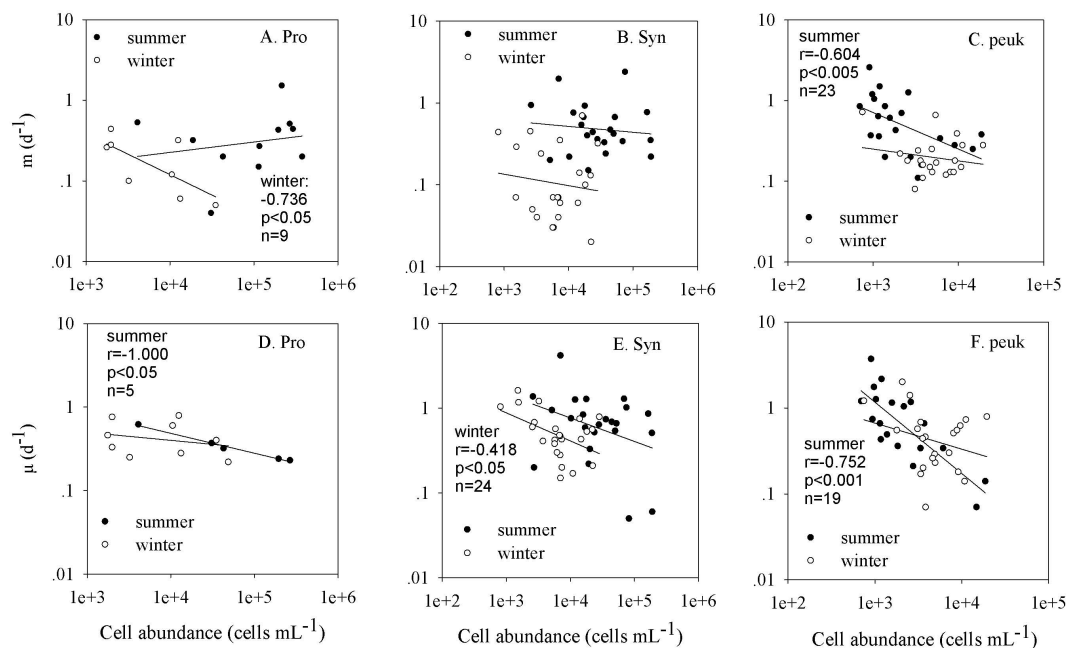 10
1
.1
.01
m (d-1)
summer
winter
A. Pro
winter:
-0.736
p<0.05
n=9
1e+3
1e+4
1e+5
1e+6
10
1
.1
.01
summer
winter
B. Syn
1e+2
1e+3
1e+4
1e+5
1e+6
10
1
.1
.01
summer
r=-0.604
p<0.005
n=23
C. peuk
summer
winter
1e+2
1e+3
1e+4
1e+5
10
1
.1
.01
μ (d-1)
summer
r=-1.000
p<0.05
n=5
D. Pro
summer
winter
1e+3
1e+4
1e+5
1e+6
Cell abundance (cells mL-1)
10
1
.1
.01
E. Syn
winter
r=-0.418
p<0.05
n=24
summer
winter
1e+2
1e+3
1e+4
1e+5
1e+6
Cell abundance (cells mL-1)
10
1
.1
.01
F. peuk
summer
r=-0.752
p<0.001
n=19
summer
winter
1e+2
1e+3
1e+4
1e+5
Cell abundance (cells mL-1)